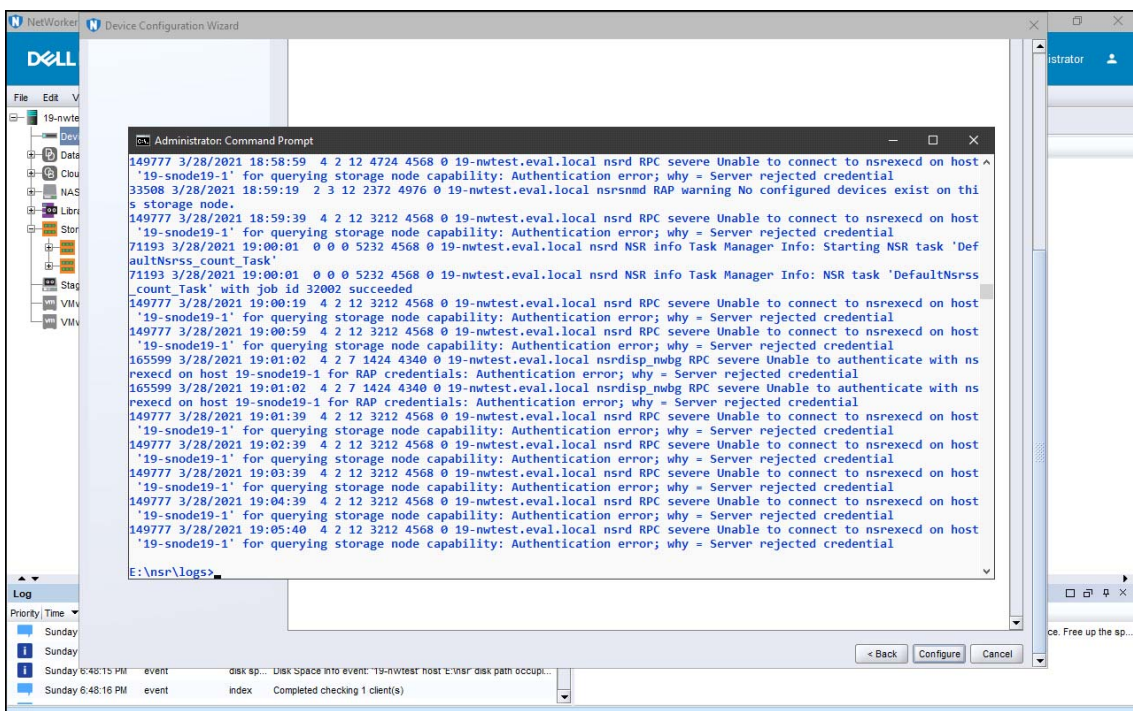 NetWorker
Device Configuration Wizard
DELL
istrator
File Edit V
19-nwte
Devi
Data
Clou
NAS
Libra
Stor
Stag
VMv
VMv
Administrator: Command Prompt
149777 3/28/2021 18:58:59 4 2 12 4724 4568 0 19-nwtest.eval.local nsrd RPC severe Unable to connect to nsrexecd on host
'19-snode19-1' for querying storage node capability: Authentication error; why = Server rejected credential
33508 3/28/2021 18:59:19 2 3 12 2372 4976 0 19-nwtest.eval.local nsrsnmd RAP warning No configured devices exist on thi
s storage node.
149777 3/28/2021 18:59:39 4 2 12 3212 4568 0 19-nwtest.eval.local nsrd RPC severe Unable to connect to nsrexecd on host
'19-snode19-1' for querying storage node capability: Authentication error; why = Server rejected credential
71193 3/28/2021 19:00:01 0 0 0 5232 4568 0 19-nwtest.eval.local nsrd NSR info Task Manager Info: Starting NSR task 'Def
aultNsrss_count_Task'
71193 3/28/2021 19:00:01 0 0 0 5232 4568 0 19-nwtest.eval.local nsrd NSR info Task Manager Info: NSR task 'DefaultNsrss
_count_Task' with job id 32002 succeeded
149777 3/28/2021 19:00:19 4 2 12 3212 4568 0 19-nwtest.eval.local nsrd RPC severe Unable to connect to nsrexecd on host
'19-snode19-1' for querying storage node capability: Authentication error; why = Server rejected credential
149777 3/28/2021 19:00:59 4 2 12 3212 4568 0 19-nwtest.eval.local nsrd RPC severe Unable to connect to nsrexecd on host
'19-snode19-1' for querying storage node capability: Authentication error; why = Server rejected credential
165599 3/28/2021 19:01:02 4 2 7 1424 4340 0 19-nwtest.eval.local nsrdisp_nwbg RPC severe Unable to authenticate with ns
rexecd on host 19-snode19-1 for RAP credentials: Authentication error; why = Server rejected credential
165599 3/28/2021 19:01:02 4 2 7 1424 4340 0 19-nwtest.eval.local nsrdisp_nwbg RPC severe Unable to authenticate with ns
rexecd on host 19-snode19-1 for RAP credentials: Authentication error; why = Server rejected credential
149777 3/28/2021 19:01:39 4 2 12 3212 4568 0 19-nwtest.eval.local nsrd RPC severe Unable to connect to nsrexecd on host
'19-snode19-1' for querying storage node capability: Authentication error; why = Server rejected credential
149777 3/28/2021 19:02:39 4 2 12 3212 4568 0 19-nwtest.eval.local nsrd RPC severe Unable to connect to nsrexecd on host
'19-snode19-1' for querying storage node capability: Authentication error; why = Server rejected credential
149777 3/28/2021 19:03:39 4 2 12 3212 4568 0 19-nwtest.eval.local nsrd RPC severe Unable to connect to nsrexecd on host
'19-snode19-1' for querying storage node capability: Authentication error; why = Server rejected credential
149777 3/28/2021 19:04:39 4 2 12 3212 4568 0 19-nwtest.eval.local nsrd RPC severe Unable to connect to nsrexecd on host
'19-snode19-1' for querying storage node capability: Authentication error; why = Server rejected credential
149777 3/28/2021 19:05:40 4 2 12 3212 4568 0 19-nwtest.eval.local nsrd RPC severe Unable to connect to nsrexecd on host
'19-snode19-1' for querying storage node capability: Authentication error; why = Server rejected credential
E:\nsr\logs>
Log
Priority Time
Sunday
ce. Free up the sp...
Sunday
< Back Configure Cancel
Sunday 6:48:15 PM event disk sp... Disk Space Info event: '19-nwtest' host 'E:\nsr' disk path occupi...
Sunday 6:48:16 PM event index Completed checking 1 client(s)